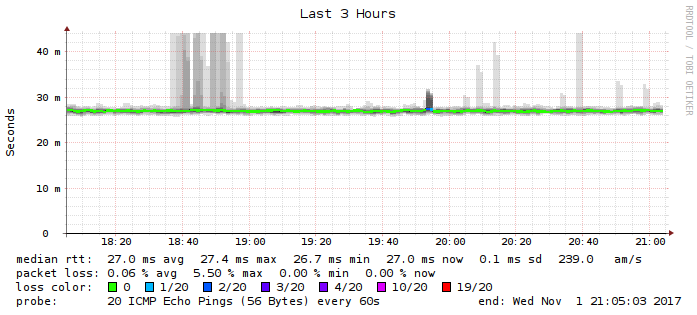 Last 3 Hours
RRDTOOL / TOBI OETIKER
Seconds
40 m
30 m
20 m
10 m
0
18:20 18:40 19:00 19:20 19:40 20:00 20:20 20:40 21:00
median rtt: 27.0 ms avg 27.4 ms max 26.7 ms min 27.0 ms now 0.1 ms sd 239.0 am/s
packet loss: 0.06 % avg 5.50 % max 0.00 % min 0.00 % now
loss color: 0 1/20 2/20 3/20 4/20 10/20 19/20
probe: 20 ICMP Echo Pings (56 Bytes) every 60s end: Wed Nov 1 21:05:03 2017